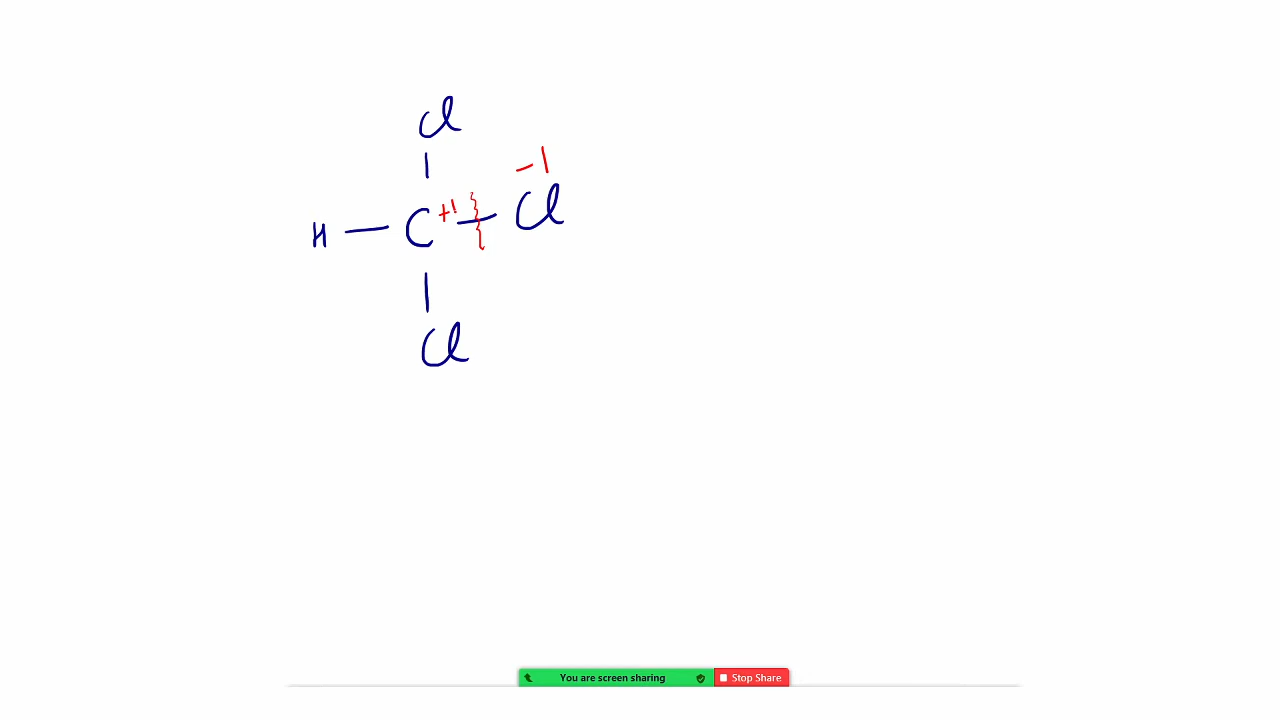 Cl
-1
H — C +1 — Cl
Cl
You are screen sharing
Stop Share